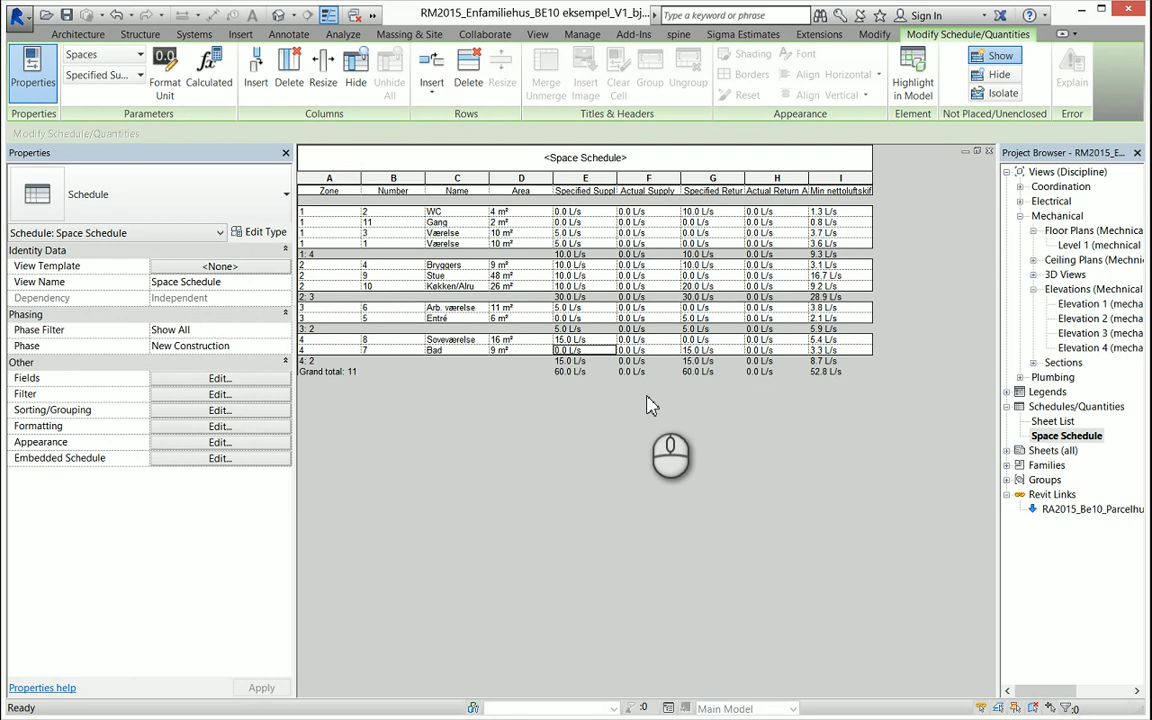 RM2015_Enfamiliehus_BE10 eksempel_V1_bj...
Type a keyword or phrase
Sign In
Architecture Structure Systems Insert Annotate Analyze Massing & Site Collaborate View Manage Add-Ins spine Sigma Estimates Extensions Modify Modify Schedule/Quantities
Properties
Spaces
Specified Su...
Format Unit
Calculated
Insert Delete Resize Hide Unhide All
Insert Delete Resize
Merge Unmerge
Insert Image
Clear Cell
Group Ungroup
Shading Font
Borders Align Horizontal
Reset Align Vertical
Highlight in Model
Show
Hide
Isolate
Explain
Properties Parameters Columns Rows Titles & Headers Appearance Element Not Placed/Unenclosed Error
Modify Schedule/Quantities
Properties
Schedule
Schedule: Space Schedule Edit Type
Identity Data
View Template <None>
View Name Space Schedule
Dependency Independent
Phasing
Phase Filter Show All
Phase New Construction
Other
Fields Edit...
Filter Edit...
Sorting/Grouping Edit...
Formatting Edit...
Appearance Edit...
Embedded Schedule Edit...
Properties help Apply
<Space Schedule>
A B C D E F G H I
Zone Number Name Area Specified Suppl Actual Supply Specified Retur Actual Return A Min nettoluftskif
1 2 WC 4 m² 0.0 L/s 0.0 L/s 10.0 L/s 0.0 L/s 1.3 L/s
1 11 Gang 2 m² 0.0 L/s 0.0 L/s 0.0 L/s 0.0 L/s 0.8 L/s
1 3 Værelse 10 m² 5.0 L/s 0.0 L/s 0.0 L/s 0.0 L/s 3.7 L/s
1 1 Værelse 10 m² 5.0 L/s 0.0 L/s 0.0 L/s 0.0 L/s 3.6 L/s
1: 4 10.0 L/s 0.0 L/s 10.0 L/s 0.0 L/s 9.3 L/s
2 4 Bryggers 9 m² 10.0 L/s 0.0 L/s 10.0 L/s 0.0 L/s 3.1 L/s
2 9 Stue 48 m² 10.0 L/s 0.0 L/s 0.0 L/s 0.0 L/s 16.7 L/s
2 10 Køkken/Alru 26 m² 10.0 L/s 0.0 L/s 20.0 L/s 0.0 L/s 9.2 L/s
2: 3 30.0 L/s 0.0 L/s 30.0 L/s 0.0 L/s 28.9 L/s
3 6 Arb. værelse 11 m² 5.0 L/s 0.0 L/s 0.0 L/s 0.0 L/s 3.8 L/s
3 5 Entré 6 m² 0.0 L/s 0.0 L/s 5.0 L/s 0.0 L/s 2.1 L/s
3: 2 5.0 L/s 0.0 L/s 5.0 L/s 0.0 L/s 5.9 L/s
4 8 Soveværelse 16 m² 15.0 L/s 0.0 L/s 0.0 L/s 0.0 L/s 5.4 L/s
4 7 Bad 9 m² 0.0 L/s 0.0 L/s 15.0 L/s 0.0 L/s 3.3 L/s
4: 2 15.0 L/s 0.0 L/s 15.0 L/s 0.0 L/s 8.7 L/s
Grand total: 11 60.0 L/s 0.0 L/s 60.0 L/s 0.0 L/s 52.8 L/s
Project Browser - RM2015_E...
Views (Discipline)
Coordination
Electrical
Mechanical
Floor Plans (Mechnical
Level 1 (mechnical
Ceiling Plans (Mechnic
3D Views
Elevations (Mechnical
Elevation 1 (mecha
Elevation 2 (mecha
Elevation 3 (mecha
Elevation 4 (mecha
Sections
Plumbing
Legends
Schedules/Quantities
Sheet List
Space Schedule
Sheets (all)
Families
Groups
Revit Links
RA2015_Be10_Parcelhu
Ready
:0
Main Model
:0